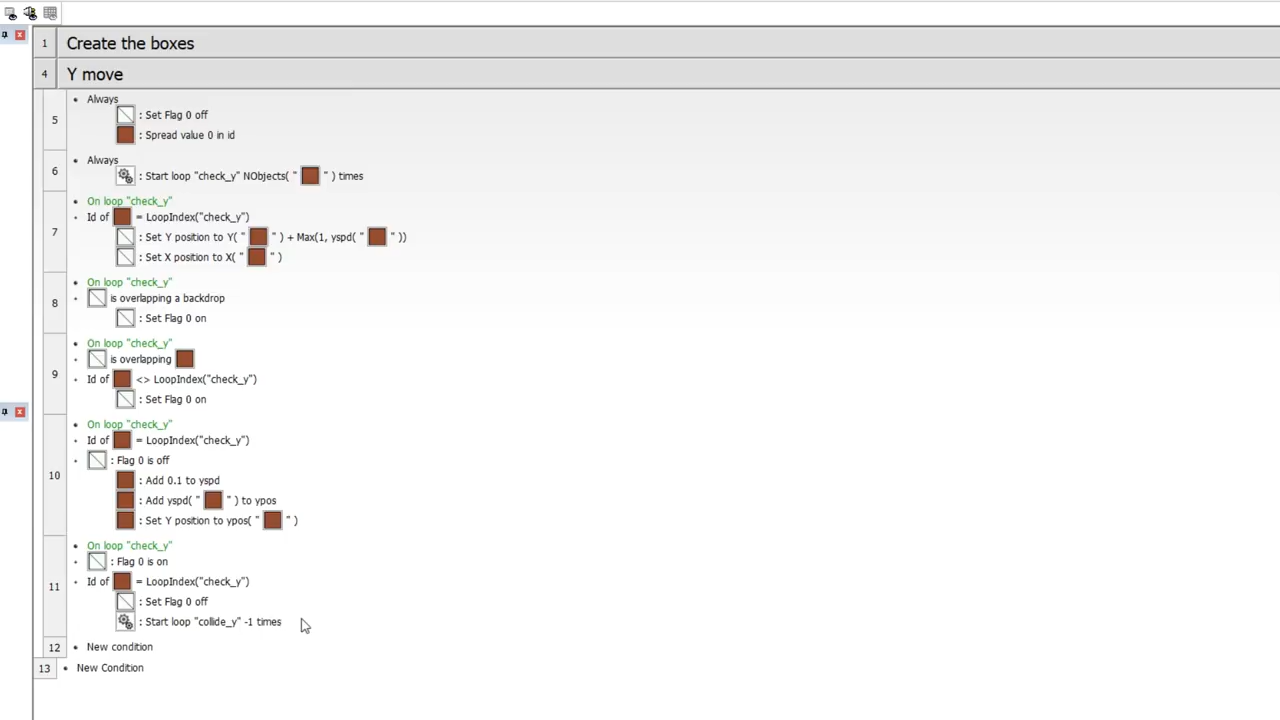 1 Create the boxes
4 Y move
5
• Always
: Set Flag 0 off
: Spread value 0 in id
6
• Always
: Start loop "check_y" NObjects( " " ) times
7
• On loop "check_y"
• Id of = LoopIndex("check_y")
: Set Y position to Y( " " ) + Max(1, yspd( " " ))
: Set X position to X( " " )
8
• On loop "check_y"
• is overlapping a backdrop
: Set Flag 0 on
9
• On loop "check_y"
• is overlapping
• Id of <> LoopIndex("check_y")
: Set Flag 0 on
10
• On loop "check_y"
• Id of = LoopIndex("check_y")
• : Flag 0 is off
: Add 0.1 to yspd
: Add yspd( " " ) to ypos
: Set Y position to ypos( " " )
11
• On loop "check_y"
• : Flag 0 is on
• Id of = LoopIndex("check_y")
: Set Flag 0 off
: Start loop "collide_y" -1 times
12 • New condition
13 • New Condition